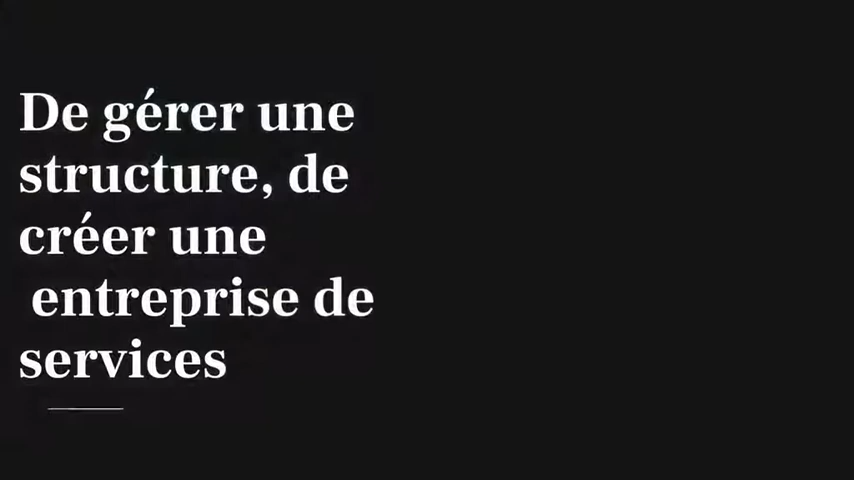 De gérer une
structure, de
créer une
entreprise de
services